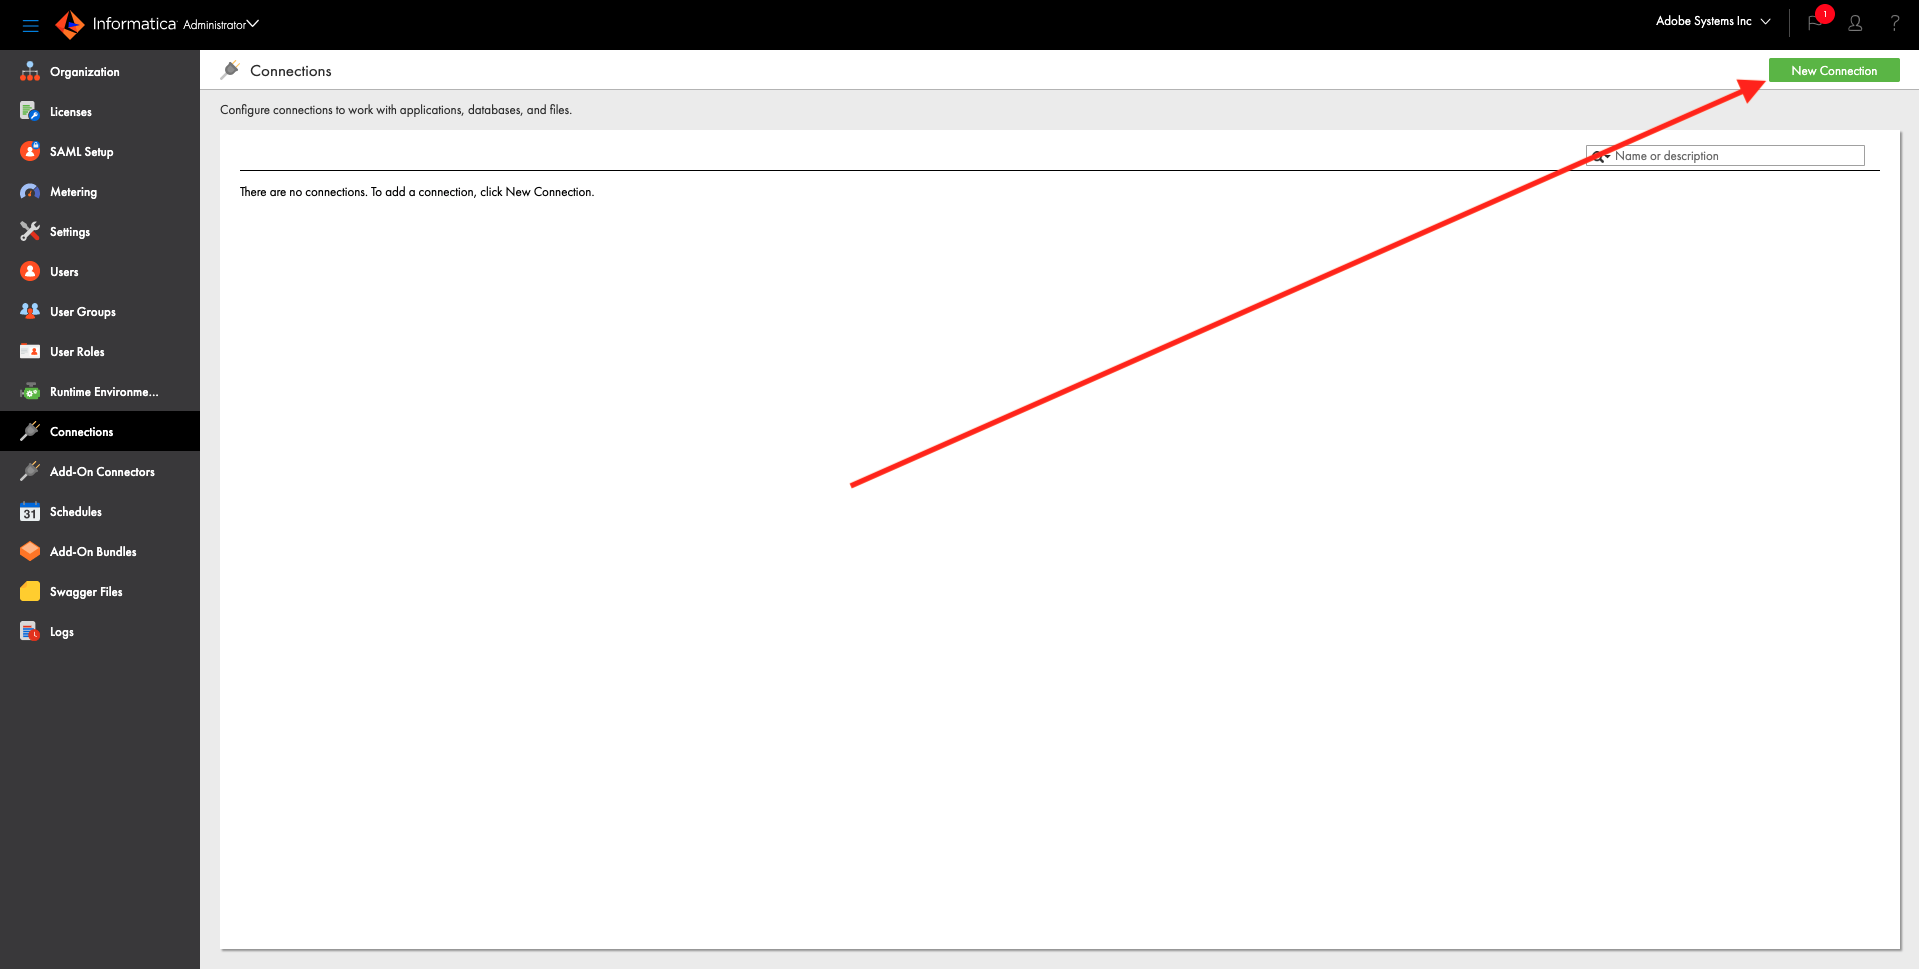 Informatica Administrator
Adobe Systems Inc
1
?
Organization
Licenses
SAML Setup
Metering
Settings
Users
User Groups
User Roles
Runtime Environme...
Connections
Add-On Connectors
31
Schedules
Add-On Bundles
Swagger Files
Logs
Connections
New Connection
Configure connections to work with applications, databases, and files.
Name or description
There are no connections. To add a connection, click New Connection.